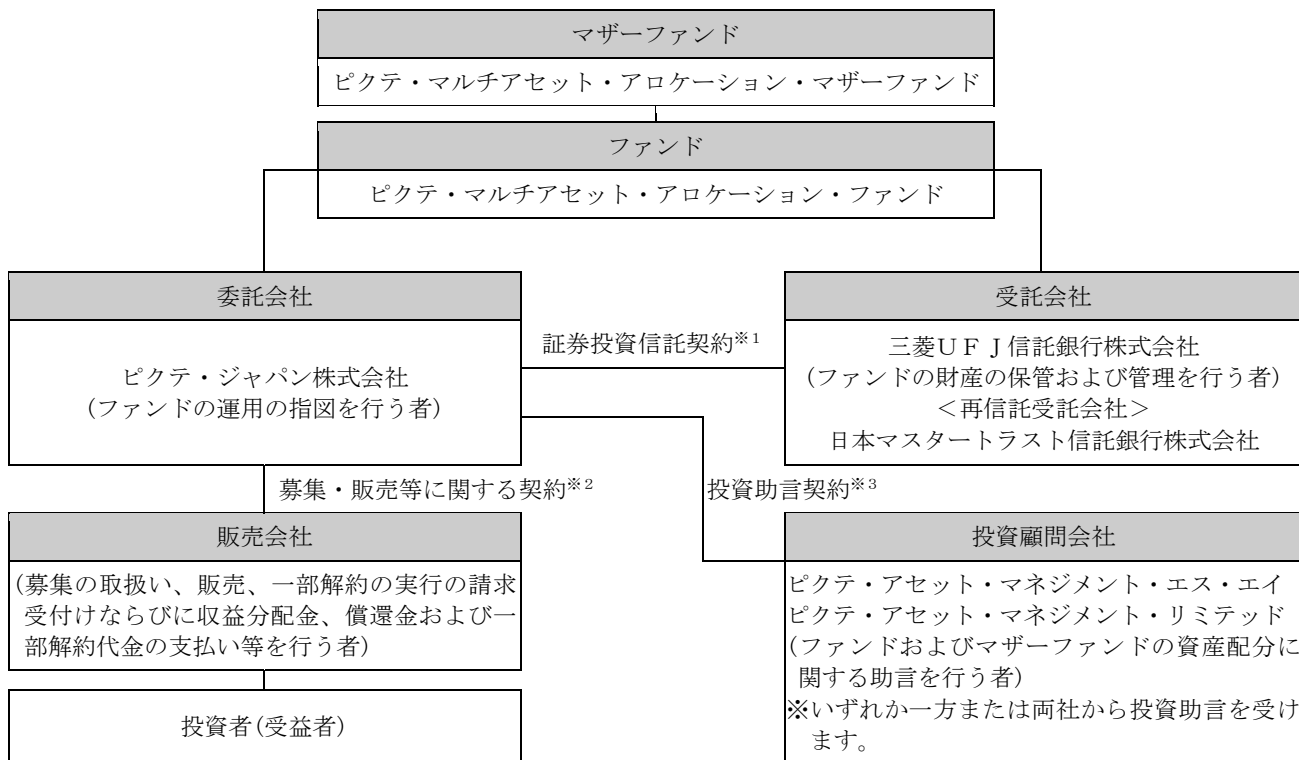 マザーファンド
ピクテ・マルチアセット・アロケーション・マザーファンド
ファンド
ピクテ・マルチアセット・アロケーション・ファンド
委託会社
ピクテ・ジャパン株式会社
(ファンドの運用の指図を行う者)
証券投資信託契約※1
受託会社
三菱UFJ信託銀行株式会社
(ファンドの財産の保管および管理を行う者)
<再信託受託会社>
日本マスタートラスト信託銀行株式会社
募集・販売等に関する契約※2
投資助言契約※3
販売会社
(募集の取扱い、販売、一部解約の実行の請求
受付けならびに収益分配金、償還金および一
部解約代金の支払い等を行う者)
投資者(受益者)
投資顧問会社
ピクテ・アセット・マネジメント・エス・エイ
ピクテ・アセット・マネジメント・リミテッド
(ファンドおよびマザーファンドの資産配分に
関する助言を行う者)
※いずれか一方または両社から投資助言を受け
ます。